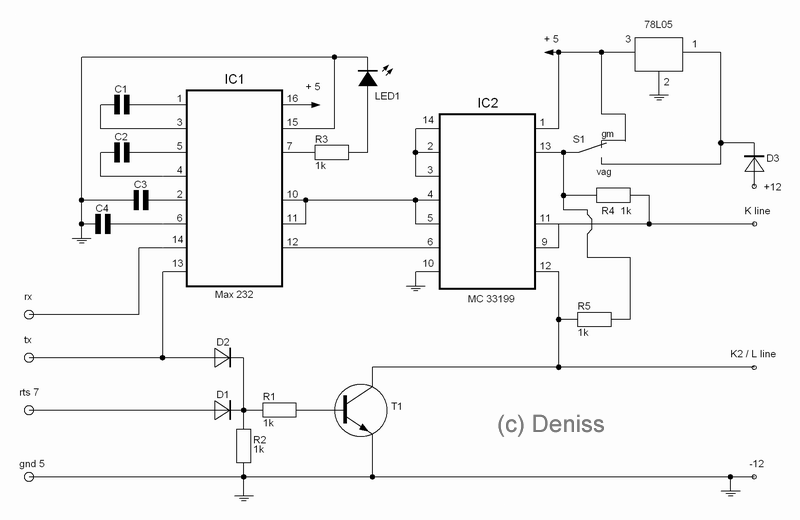 78L05
+ 5
3
1
2
IC1
C1
1
16
+ 5
LED1
IC2
3
15
14
1
C2
5
7
R3
1k
2
13
S1
gm
4
3
vag
D3
C3
2
10
4
+12
C4
6
11
5
11
R4 1k
K line
14
12
6
9
13
10
12
Max 232
MC 33199
R5
1k
rx
tx
D2
K2 / L line
rts 7
D1
R1
1k
T1
(c) Deniss
R2
1k
gnd 5
-12